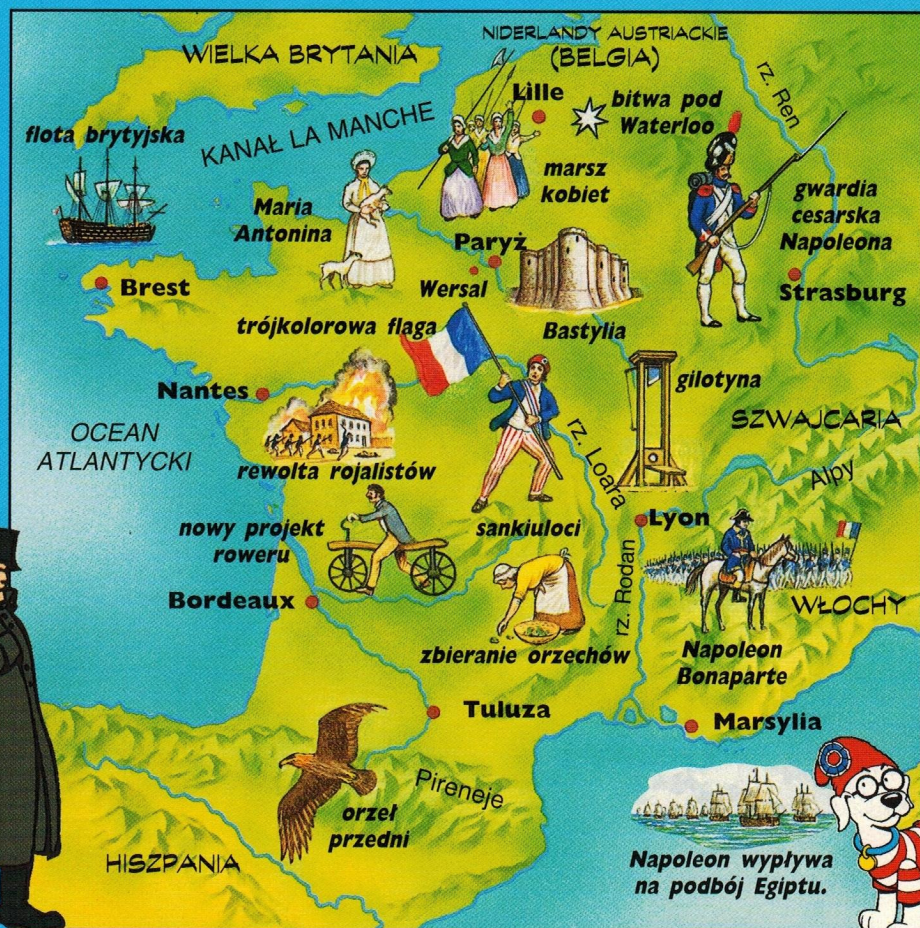 WIELKA BRYTANIA
NIDERLANDY AUSTRIACKIE
(BELGIA)
rz. Ren
Lille
bitwa pod
Waterloo
flota brytyjska
KANAŁ LA MANCHE
marsz
kobiet
gwardia
cesarska
Napoleona
Maria
Antonina
Paryż
Wersal
Brest
Strasburg
trójkolorowa flaga
Bastylia
Nantes
gilotyna
SZWAJCARIA
OCEAN
ATLANTYCKI
rz. Loara
Alpy
rewolta rojalistów
nowy projekt
roweru
sankiuloci
Lyon
rz. Rodan
Bordeaux
WŁOCHY
zbieranie orzechów
Napoleon
Bonaparte
Tuluza
Marsylia
Pireneje
orzeł
przedni
HISZPANIA
Napoleon wypływa
na podbój Egiptu.